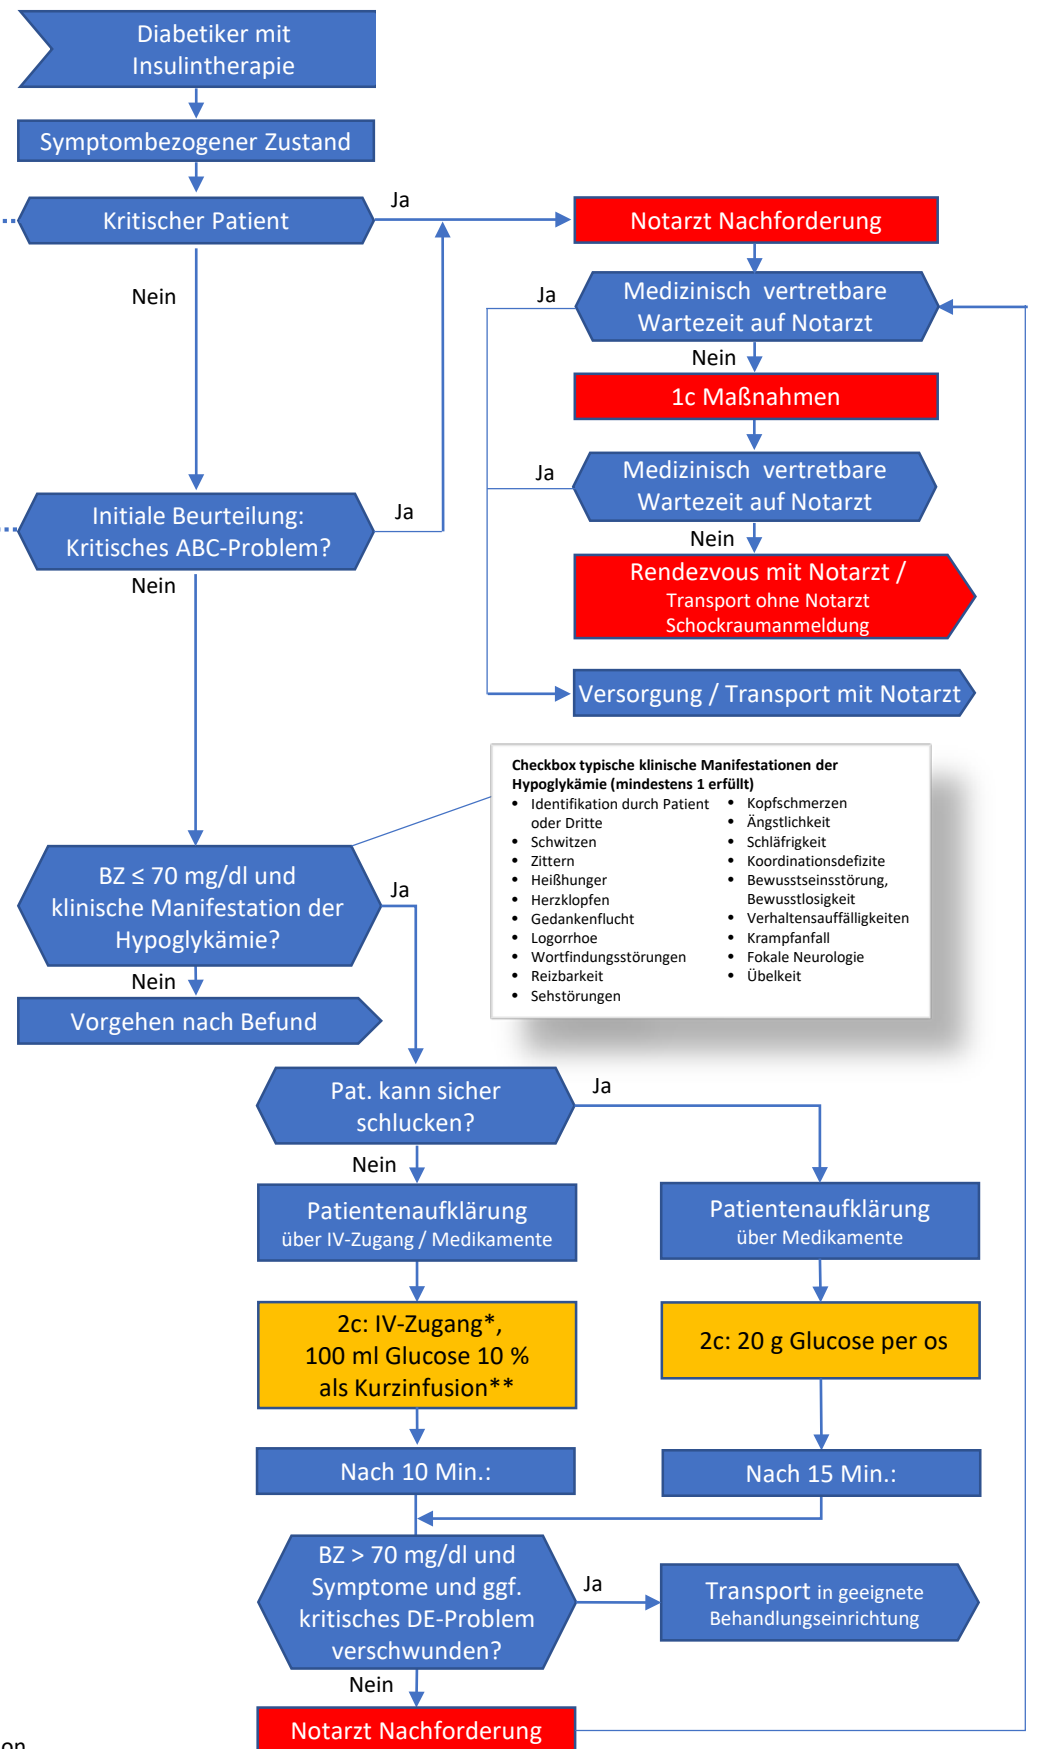 Diabetiker mit
Insulintherapie
Symptombezogener Zustand
Kritischer Patient
Ja
Notarzt Nachforderung
Nein
Ja
Medizinisch vertretbare
Wartezeit auf Notarzt
Nein
1c Maßnahmen
Ja
Medizinisch vertretbare
Wartezeit auf Notarzt
Initiale Beurteilung:
Kritisches ABC-Problem?
Ja
Nein
Nein
Rendezvous mit Notarzt /
Transport ohne Notarzt
Schockraumanmeldung
Versorgung / Transport mit Notarzt
Checkbox typische klinische Manifestationen der
Hypoglykämie (mindestens 1 erfüllt)
• Identifikation durch Patient
oder Dritte
• Schwitzen
• Zittern
• Heißhunger
• Herzklopfen
• Gedankenflucht
• Logorrhoe
• Wortfindungsstörungen
• Reizbarkeit
• Sehstörungen
• Kopfschmerzen
• Ängstlichkeit
• Schläfrigkeit
• Koordinationsdefizite
• Bewusstseinsstörung,
Bewusstlosigkeit
• Verhaltensauffälligkeiten
• Krampfanfall
• Fokale Neurologie
• Übelkeit
BZ ≤ 70 mg/dl und
klinische Manifestation der
Hypoglykämie?
Ja
Nein
Vorgehen nach Befund
Pat. kann sicher
schlucken?
Ja
Nein
Patientenaufklärung
über IV-Zugang / Medikamente
Patientenaufklärung
über Medikamente
2c: IV-Zugang*,
100 ml Glucose 10 %
als Kurzinfusion**
2c: 20 g Glucose per os
Nach 10 Min.:
Nach 15 Min.:
BZ > 70 mg/dl und
Symptome und ggf.
kritisches DE-Problem
verschwunden?
Ja
Transport in geeignete
Behandlungseinrichtung
Nein
Notarzt Nachforderung
on